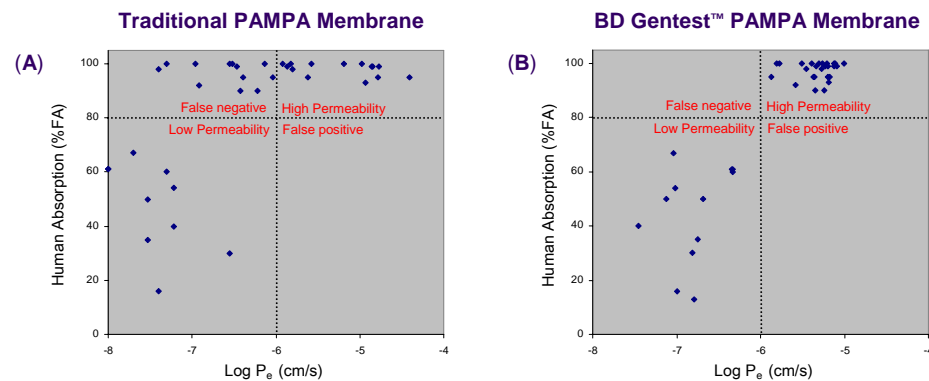 Traditional PAMPA Membrane
(A)
Human Absorption (%FA)
100
80
60
40
20
0
False negative
High Permeability
Low Permeability
False positive
-8
-7
-6
-5
-4
Log Pe (cm/s)
BD Gentest™ PAMPA Membrane
(B)
Human Absorption (%FA)
100
80
60
40
20
0
False negative
High Permeability
Low Permeability
False positive
-8
-7
-6
-5
-4
Log Pe (cm/s)